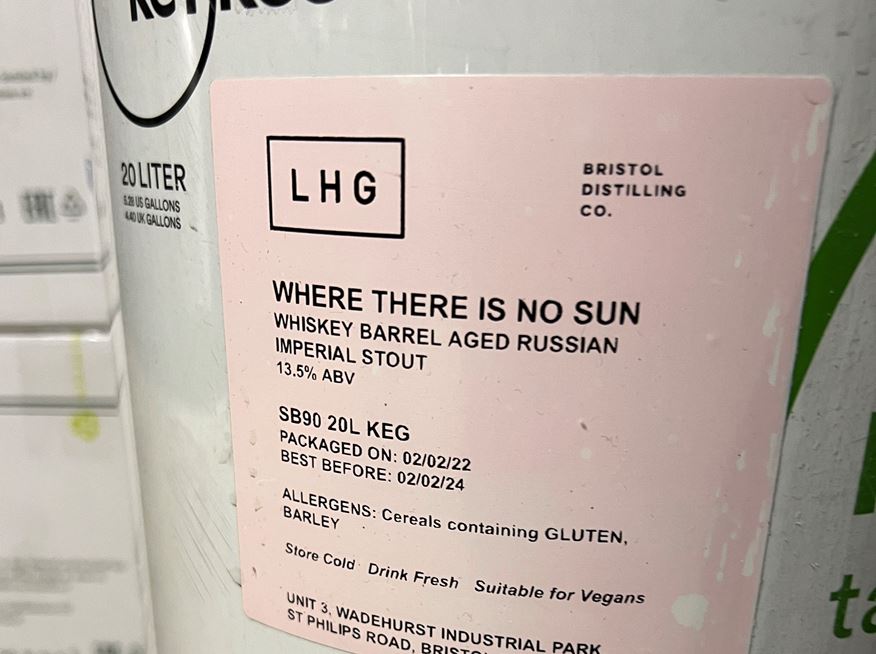 20 LITER
5.28 US GALLONS
4.40 UK GALLONS
LHG
BRISTOL
DISTILLING
CO.
WHERE THERE IS NO SUN
WHISKEY BARREL AGED RUSSIAN
IMPERIAL STOUT
13.5% ABV
SB90 20L KEG
PACKAGED ON: 02/02/22
BEST BEFORE: 02/02/24
ALLERGENS: Cereals containing GLUTEN,
BARLEY
Store Cold Drink Fresh Suitable for Vegans
UNIT 3, WADEHURST INDUSTRIAL PARK
ST PHILIPS ROAD,